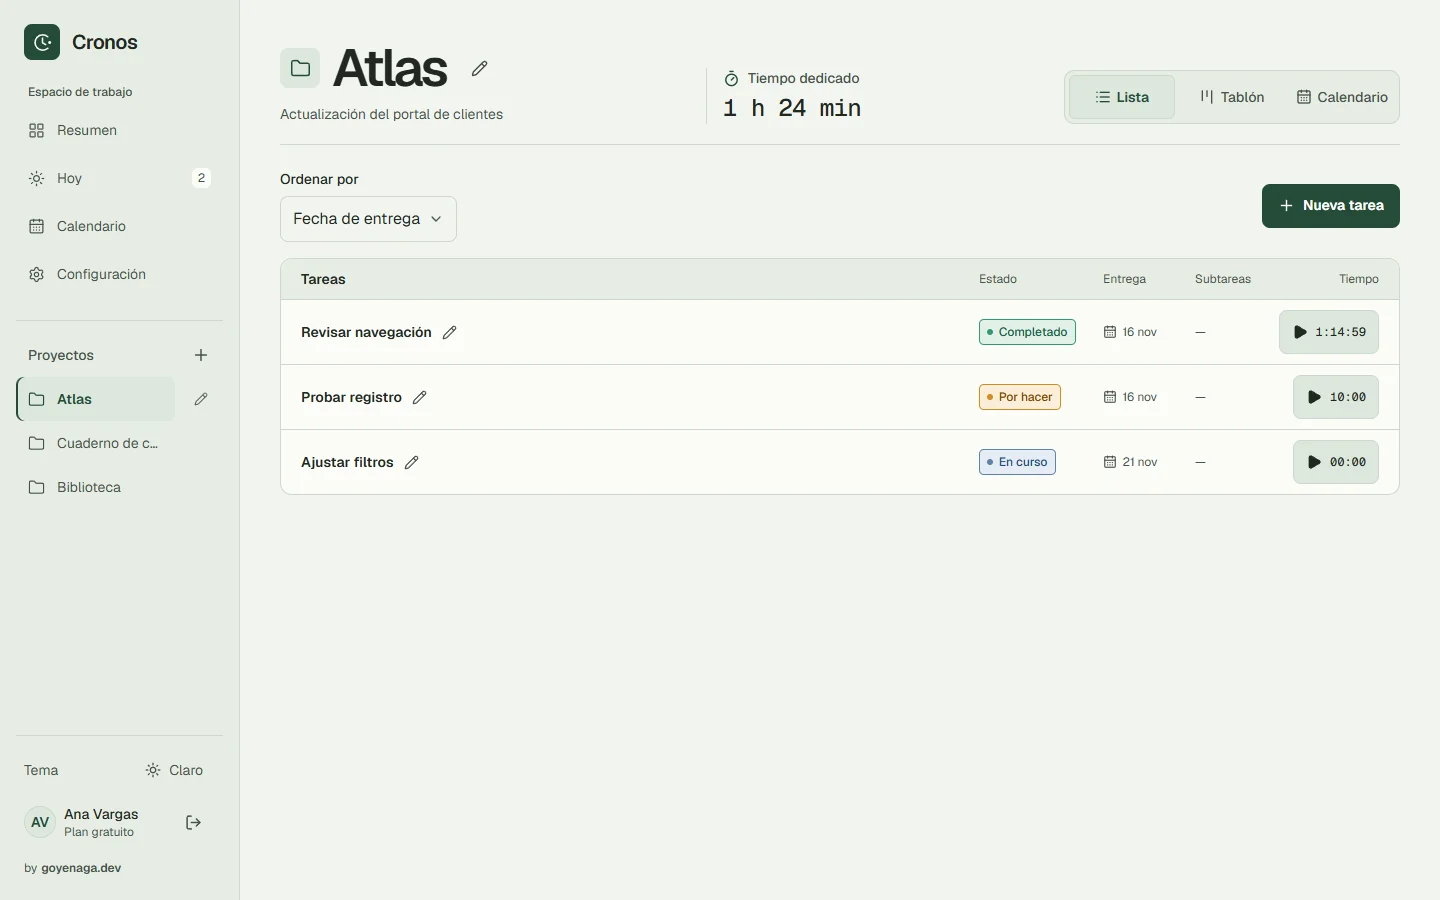 Cronos
Espacio de trabajo
Resumen
Hoy 2
Calendario
Configuración
Proyectos
Atlas
Cuaderno de c...
Biblioteca
Tema Claro
AV
Ana Vargas
Plan gratuito
by goyenaga.dev
Atlas
Actualización del portal de clientes
Tiempo dedicado
1 h 24 min
Lista Tablón Calendario
Ordenar por
Fecha de entrega
Nueva tarea
Tareas Estado Entrega Subtareas Tiempo
Revisar navegación Completado 16 nov — 1:14:59
Probar registro Por hacer 16 nov — 10:00
Ajustar filtros En curso 21 nov — 00:00